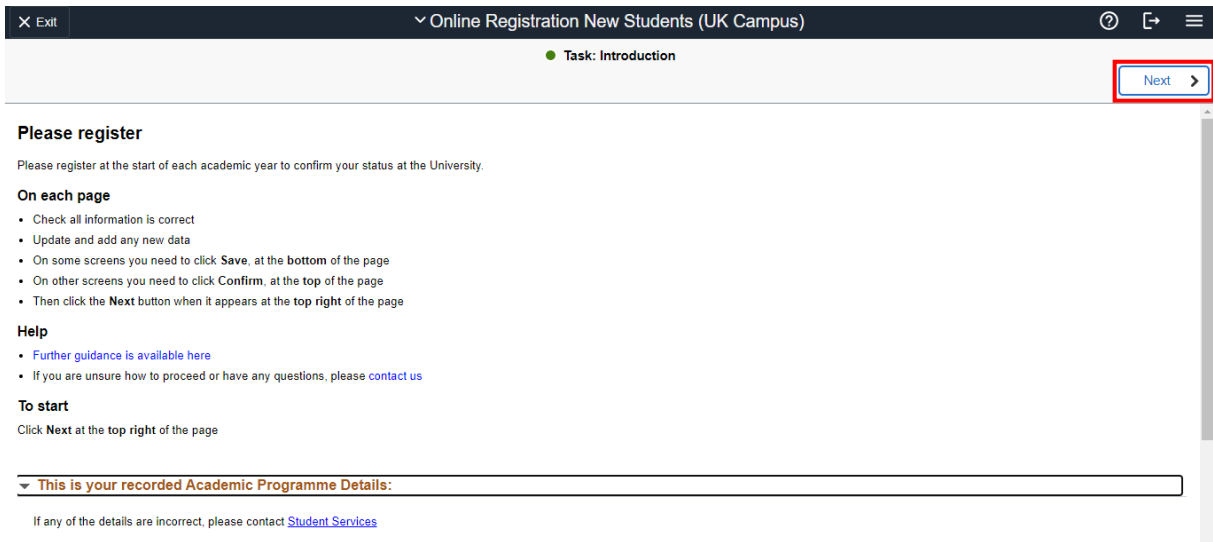 Exit
Online Registration New Students (UK Campus)
Task: Introduction
Next
Please register
Please register at the start of each academic year to confirm your status at the University.
On each page
• Check all information is correct
• Update and add any new data
• On some screens you need to click Save, at the bottom of the page
• On other screens you need to click Confirm, at the top of the page
• Then click the Next button when it appears at the top right of the page
Help
• Further guidance is available here
• If you are unsure how to proceed or have any questions, please contact us
To start
Click Next at the top right of the page
This is your recorded Academic Programme Details:
If any of the details are incorrect, please contact Student Services